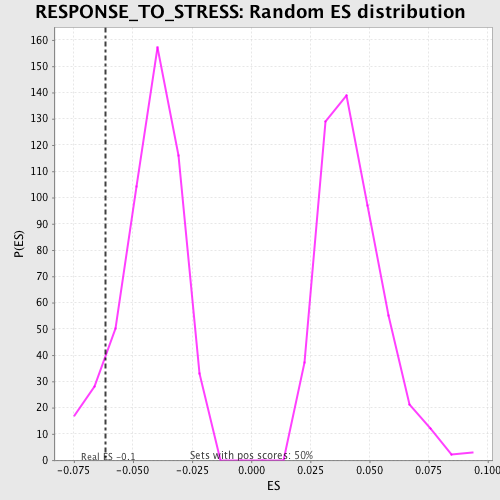 RESPONSE_TO_STRESS: Random ES distribution
160
150
140
130
120
110
100
90
80
70
60
50
40
30
20
10
0
P(ES)
Real ES -0.1
Sets with pos scores: 50%
-0.075 -0.050 -0.025 0.000 0.025 0.050 0.075 0.100
ES